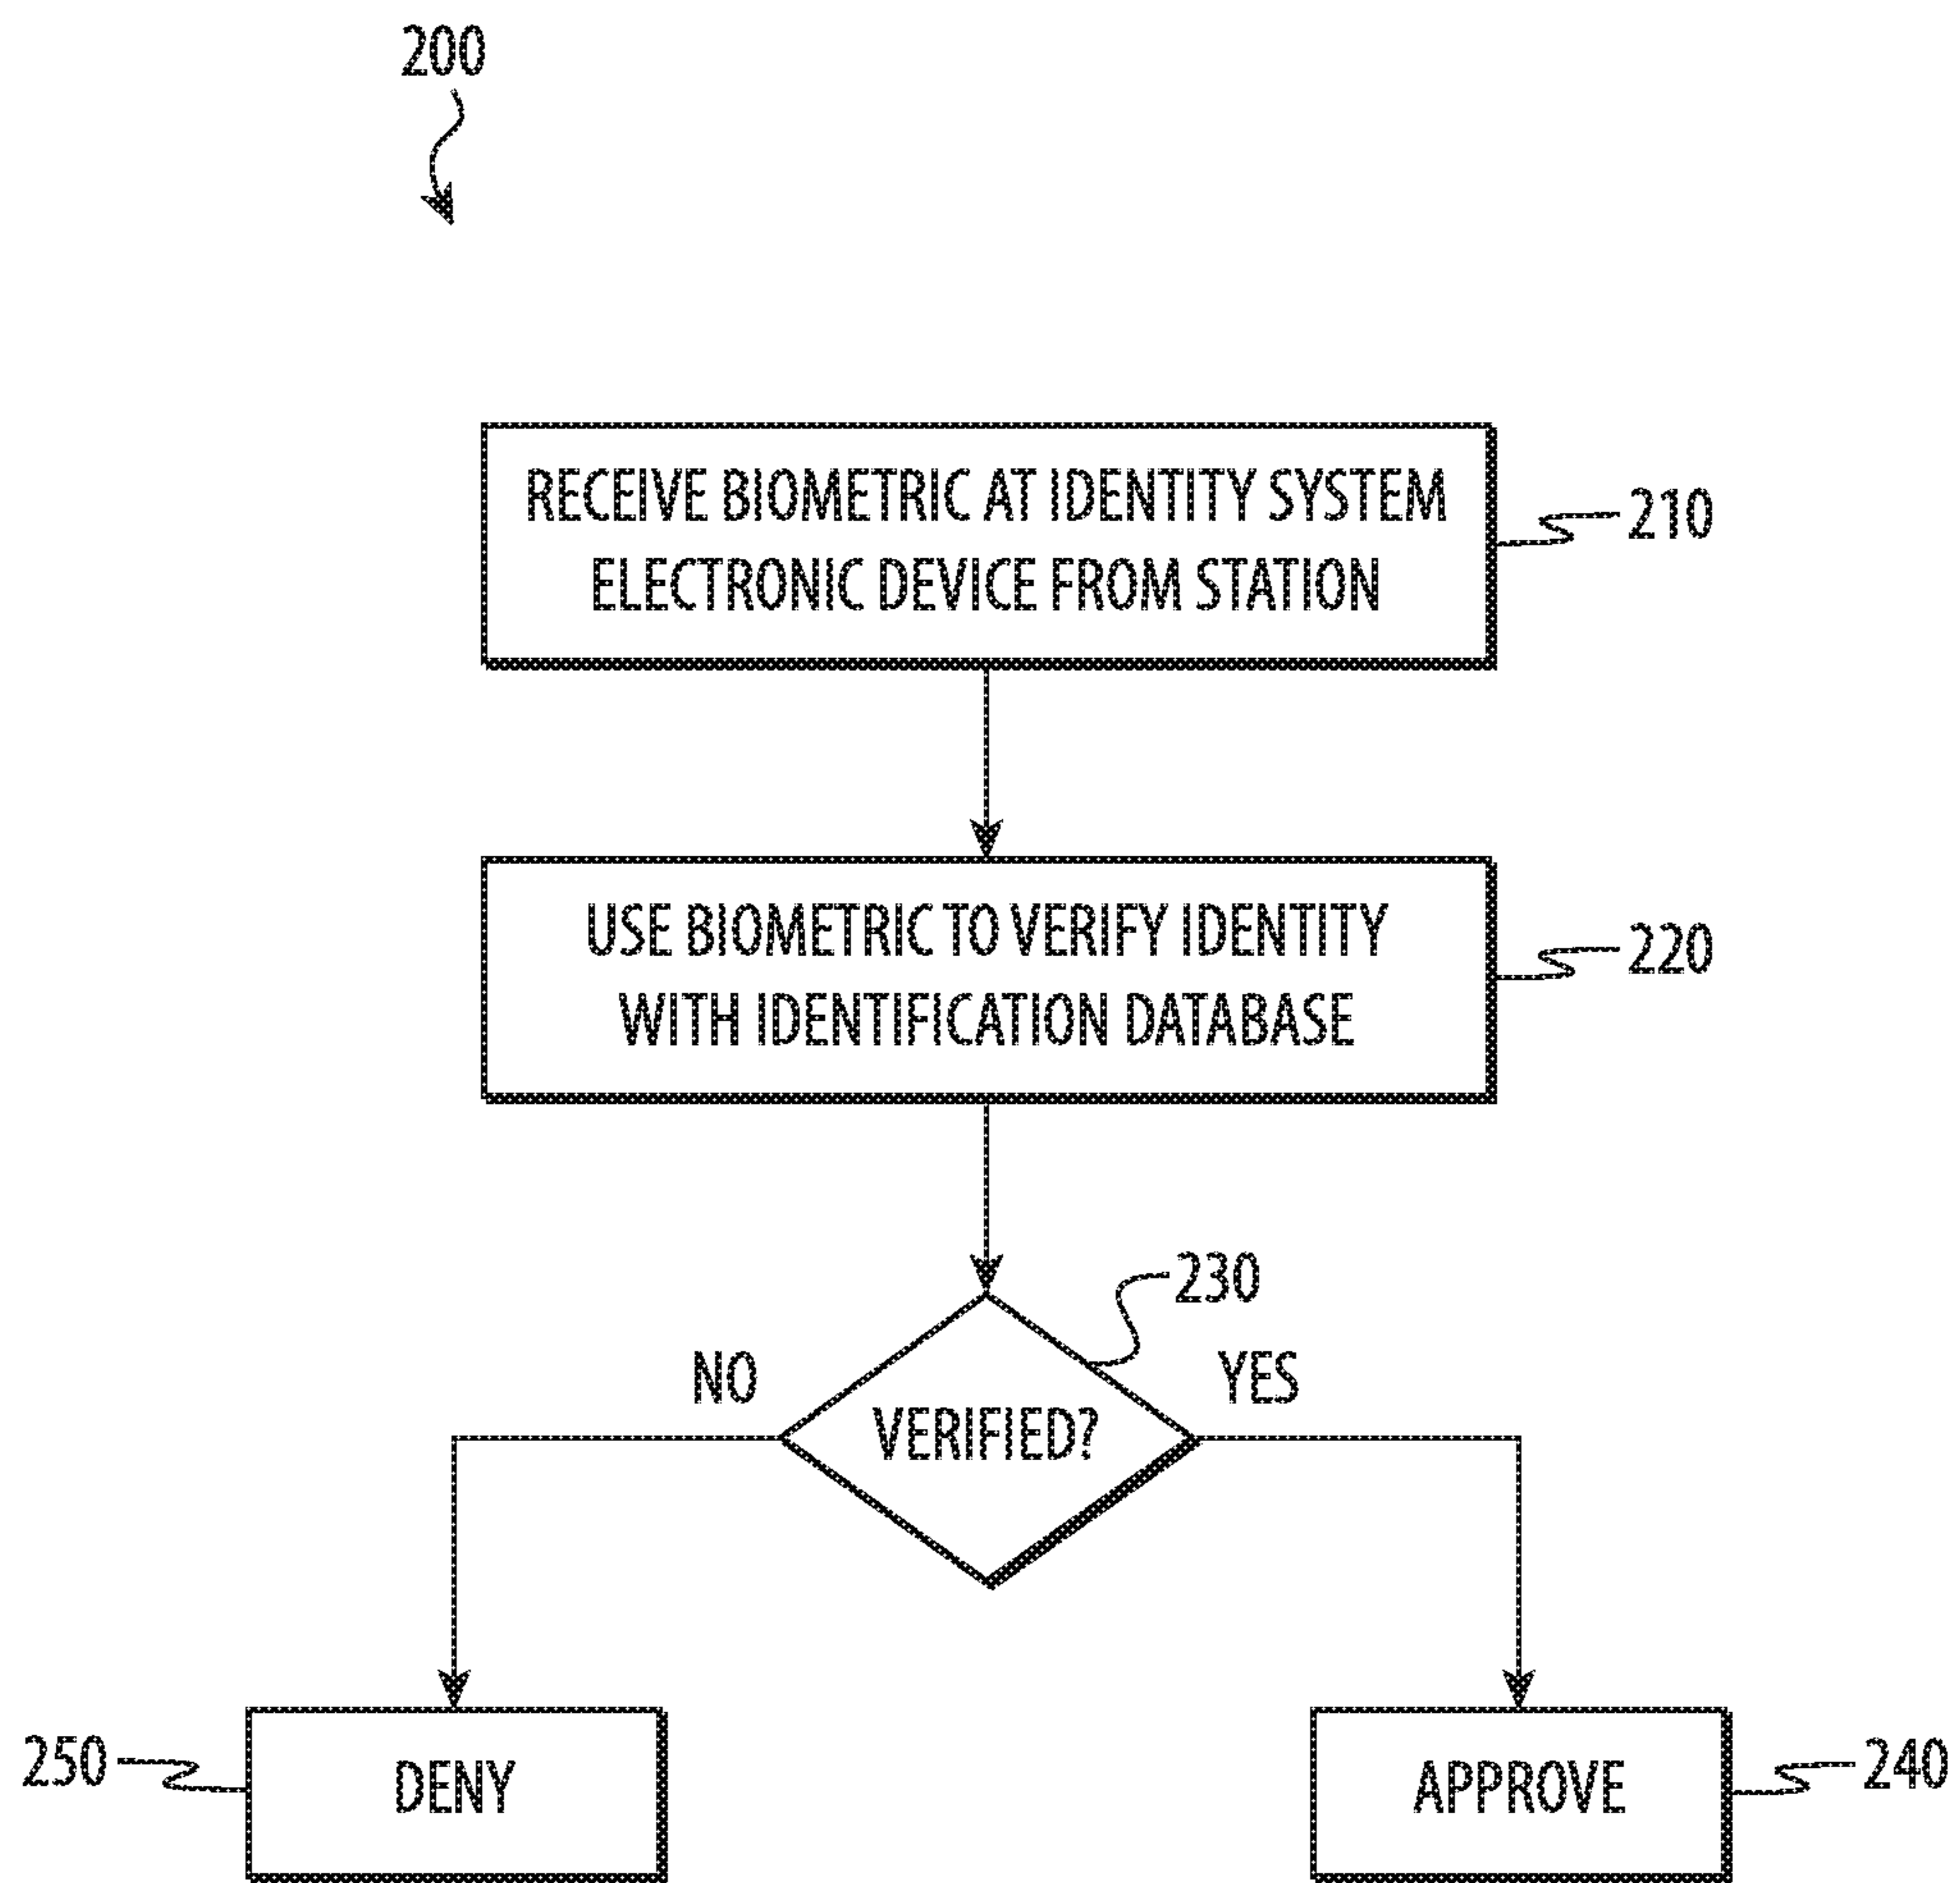 200
RECEIVE BIOMETRIC AT IDENTITY SYSTEM
ELECTRONIC DEVICE FROM STATION
210
USE BIOMETRIC TO VERIFY IDENTITY
WITH IDENTIFICATION DATABASE
220
230
NO
YES
VERIFIED?
250
DENY
APPROVE
240